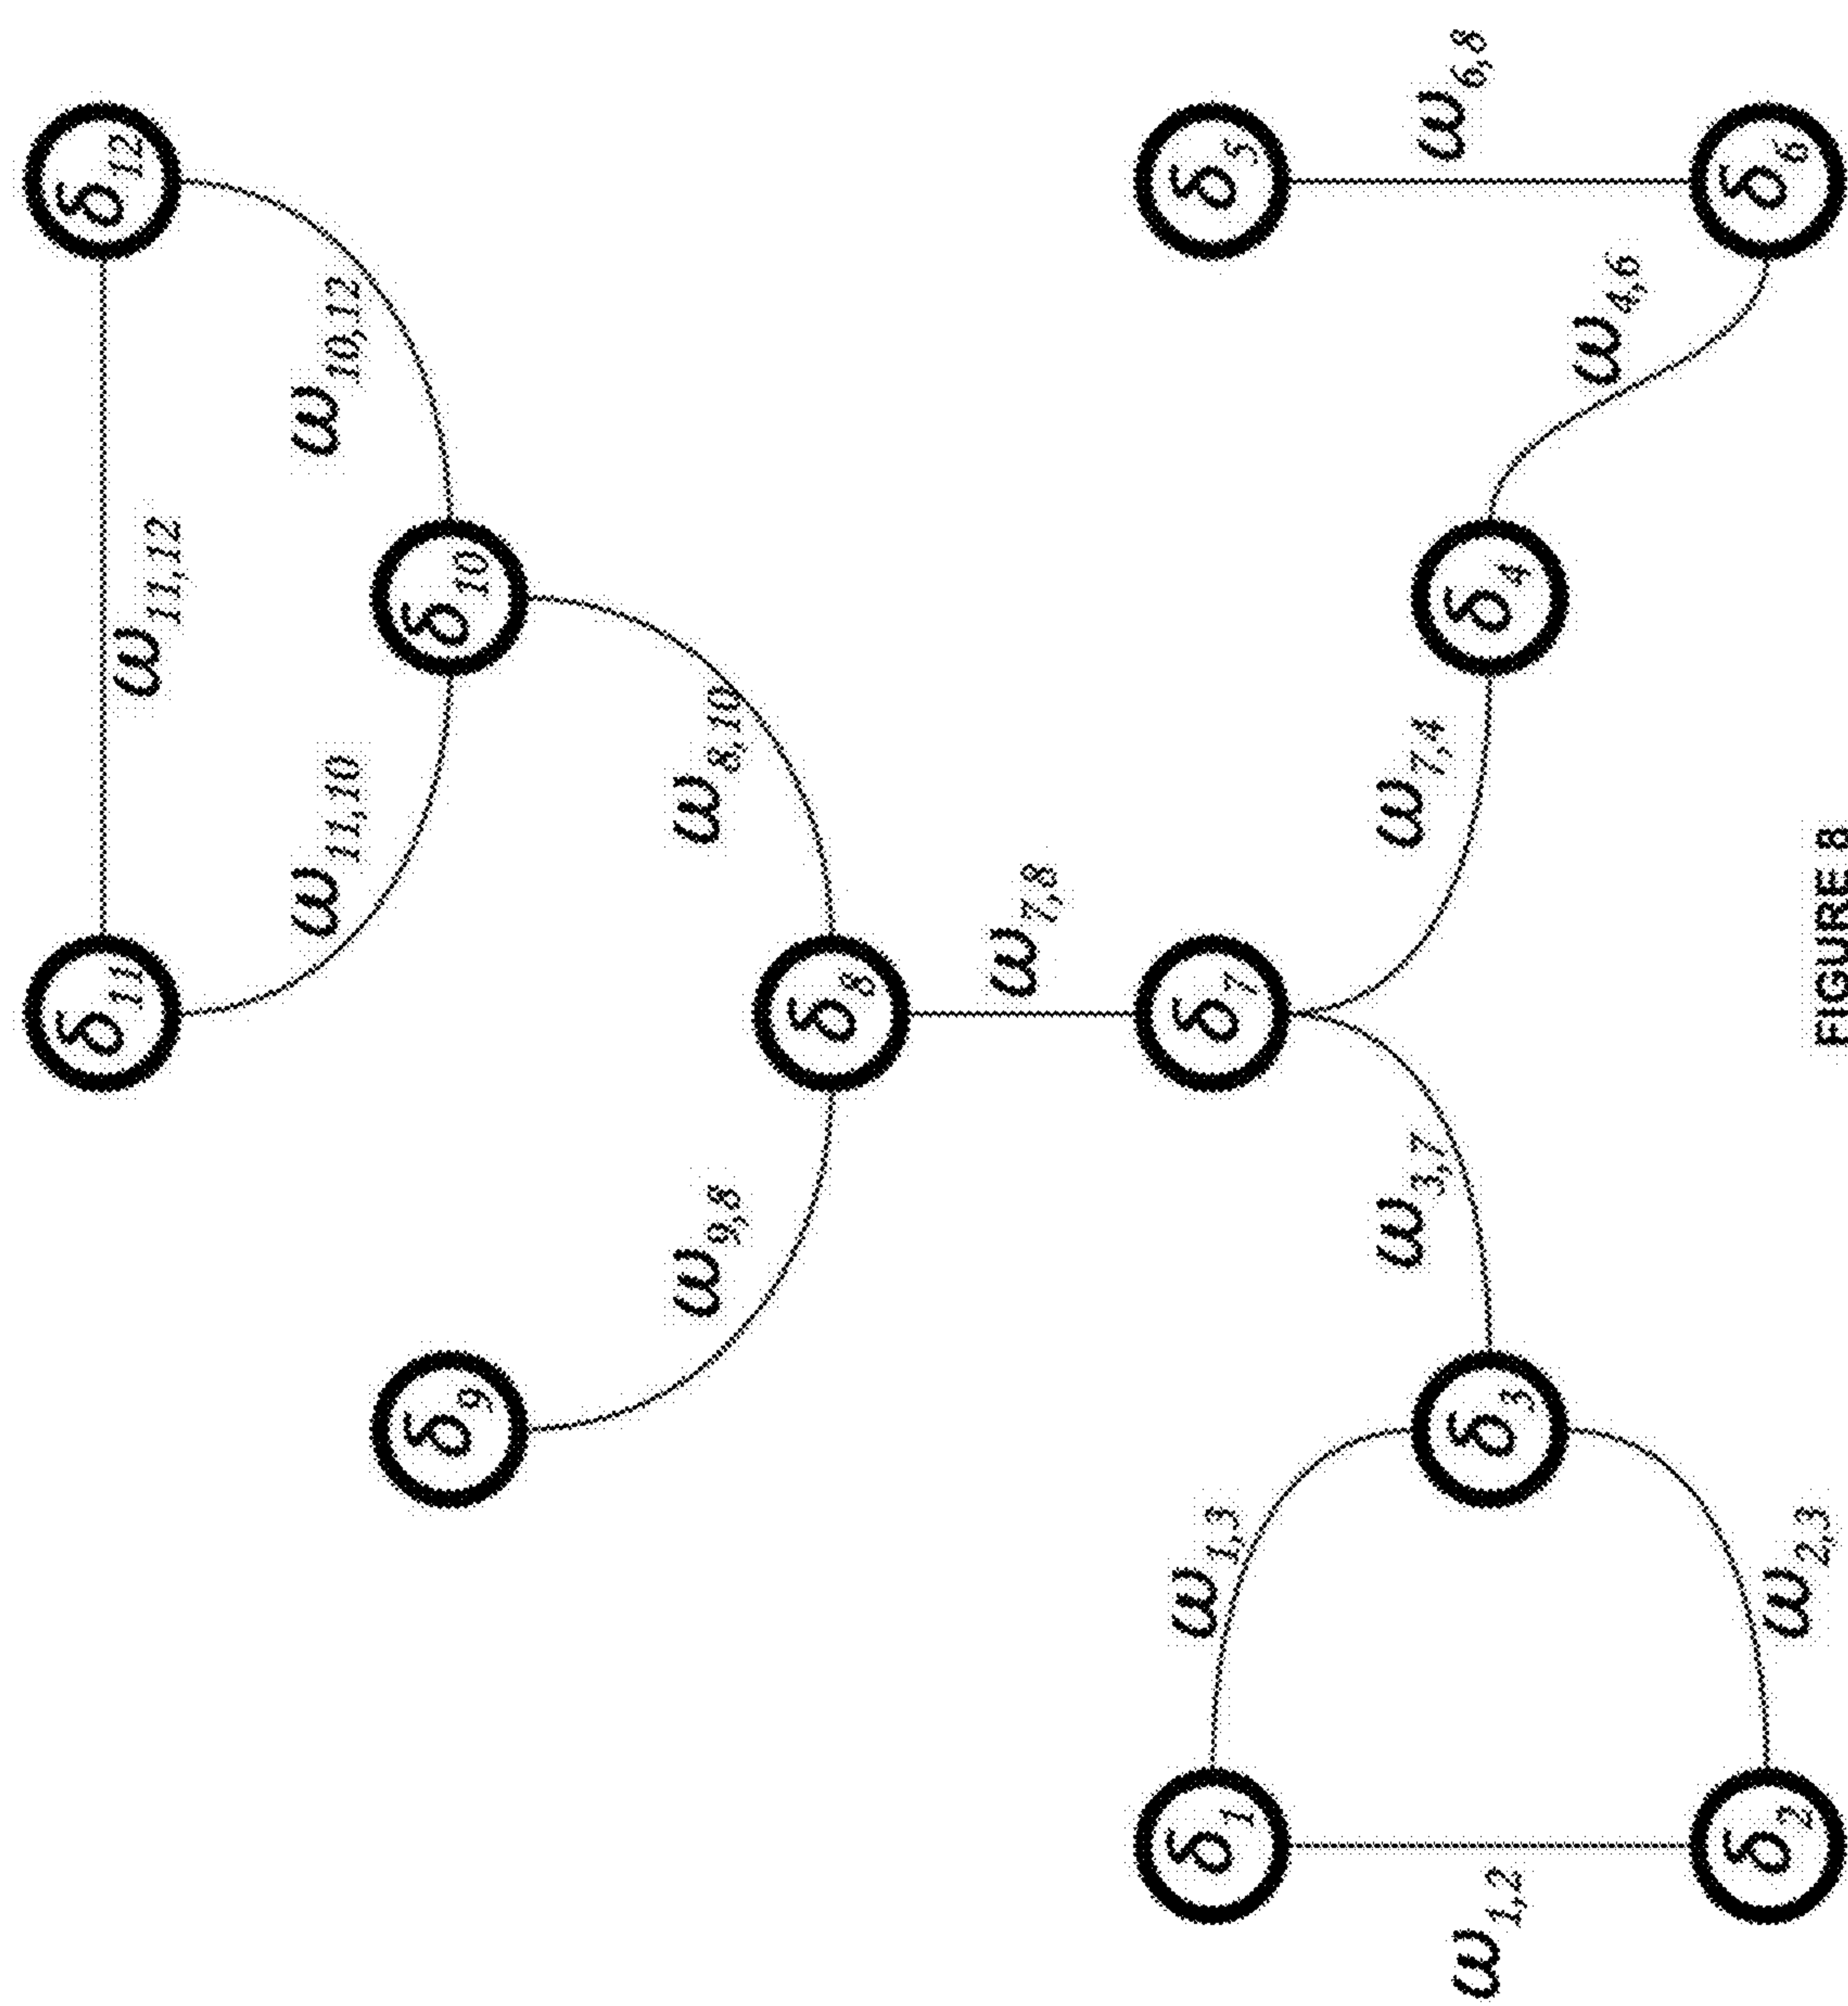 δ1
δ2
ω1,2
ω1,3
ω2,3
δ9
δ3
ω9,8
ω3,7
δ11
δ8
δ7
ω7,8
ω11,10
ω8,10
ω7,4
FIGURE 8
ω11,12
δ10
δ4
ω10,12
ω4,6
δ12
δ5
δ6
ω6,8